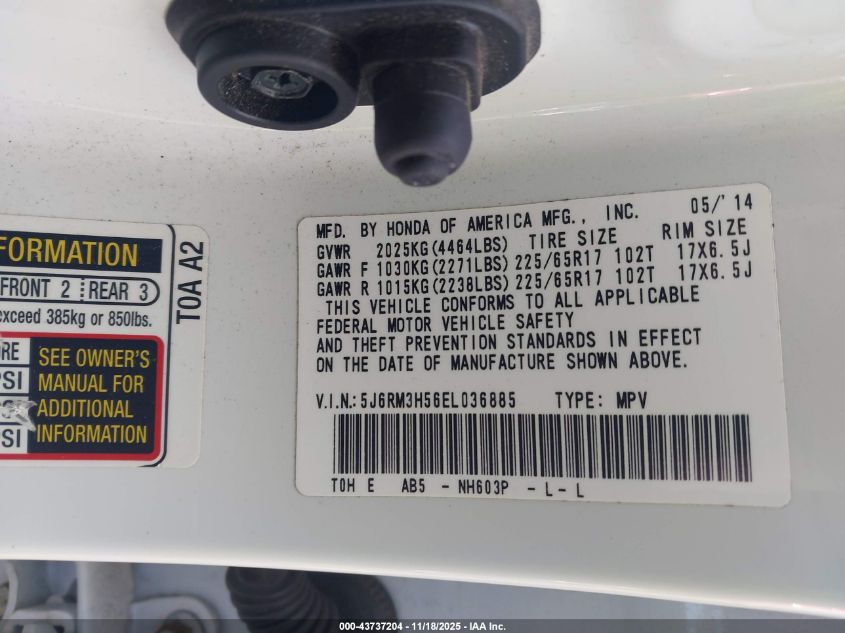 FORMATION
FRONT 2 REAR 3
exceed 385kg or 850lbs.
SEE OWNER'S
MANUAL FOR
ADDITIONAL
INFORMATION
PSI
SI
T0A A2
MFD. BY HONDA OF AMERICA MFG., INC. 05/'14
GVWR 2025KG(4464LBS) TIRE SIZE RIM SIZE
GAWR F 1030KG(2271LBS) 225/65R17 102T 17X6.5J
GAWR R 1015KG(2238LBS) 225/65R17 102T 17X6.5J
THIS VEHICLE CONFORMS TO ALL APPLICABLE
FEDERAL MOTOR VEHICLE SAFETY
AND THEFT PREVENTION STANDARDS IN EFFECT
ON THE DATE OF MANUFACTURE SHOWN ABOVE.
V.I.N.: 5J6RM3H56EL036885 TYPE: MPV
T0H E AB5 - NH603P - L - L
000-43737204 - 11/18/2025 - IAA Inc.